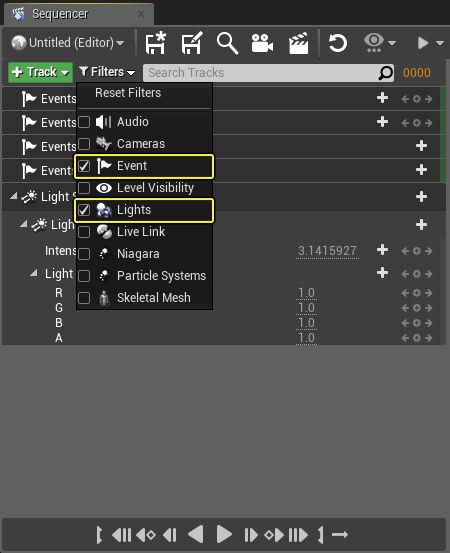 Sequencer
Untitled (Editor)
Track Filters Search Tracks 0000
Reset Filters
Events
Audio
Events
Cameras
Events
Event
Events
Level Visibility
Light S
Lights
Light
Live Link
Intens
Niagara
3.1415927
Light
Particle Systems
R
Skeletal Mesh
1.0
G 1.0
B 1.0
A 1.0